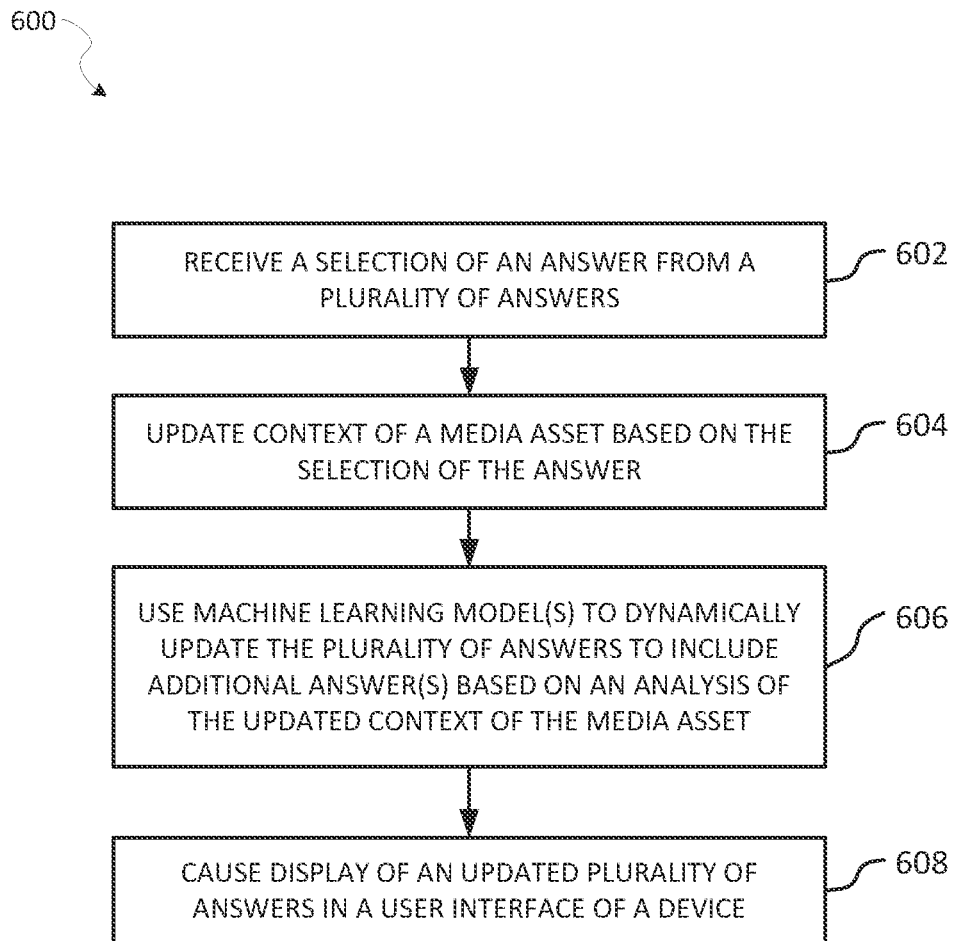 600
RECEIVE A SELECTION OF AN ANSWER FROM A
PLURALITY OF ANSWERS
602
UPDATE CONTEXT OF A MEDIA ASSET BASED ON THE
SELECTION OF THE ANSWER
604
USE MACHINE LEARNING MODEL(S) TO DYNAMICALLY
UPDATE THE PLURALITY OF ANSWERS TO INCLUDE
ADDITIONAL ANSWER(S) BASED ON AN ANALYSIS OF
THE UPDATED CONTEXT OF THE MEDIA ASSET
606
CAUSE DISPLAY OF AN UPDATED PLURALITY OF
ANSWERS IN A USER INTERFACE OF A DEVICE
608